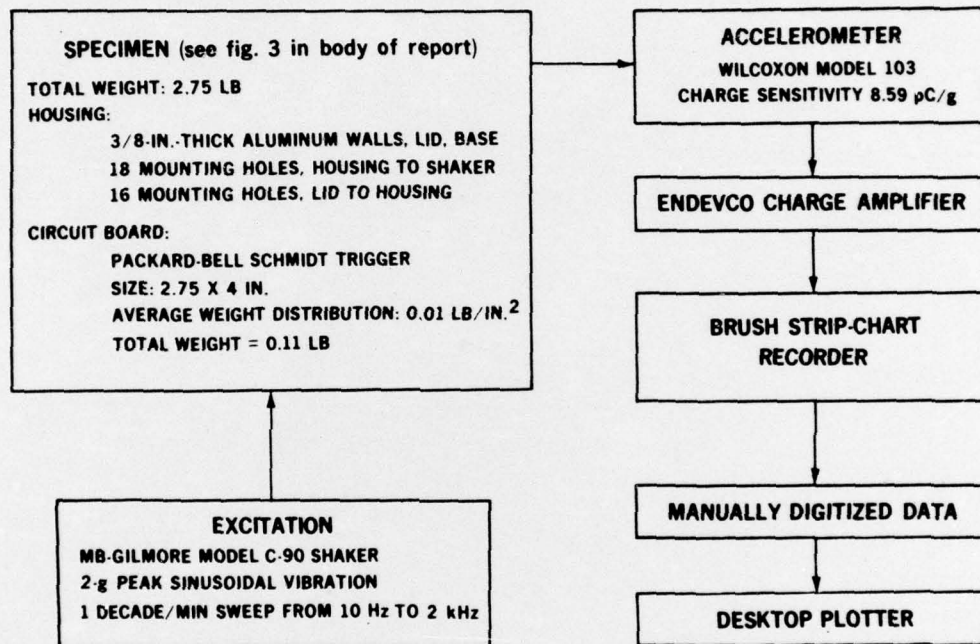 SPECIMEN (see fig. 3 in body of report)
TOTAL WEIGHT: 2.75 LB
HOUSING:
3/8-IN.-THICK ALUMINUM WALLS, LID, BASE
18 MOUNTING HOLES, HOUSING TO SHAKER
16 MOUNTING HOLES, LID TO HOUSING
CIRCUIT BOARD:
PACKARD-BELL SCHMIDT TRIGGER
SIZE: 2.75 X 4 IN.
AVERAGE WEIGHT DISTRIBUTION: 0.01 LB/IN.²
TOTAL WEIGHT = 0.11 LB
EXCITATION
MB-GILMORE MODEL C-90 SHAKER
2-g PEAK SINUSOIDAL VIBRATION
1 DECADE/MIN SWEEP FROM 10 Hz TO 2 kHz
ACCELEROMETER
WILCOXON MODEL 103
CHARGE SENSITIVITY 8.59 pC/g
ENDEVCO CHARGE AMPLIFIER
BRUSH STRIP-CHART
RECORDER
MANUALLY DIGITIZED DATA
DESKTOP PLOTTER